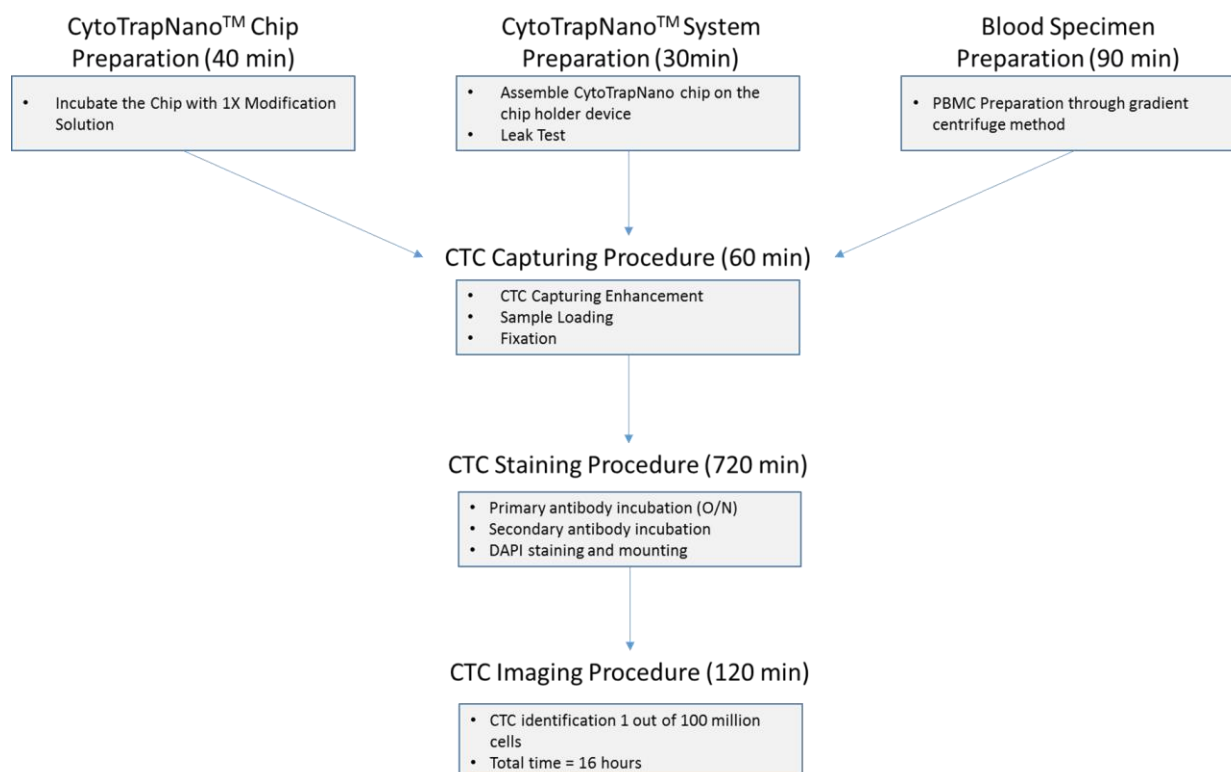 CytoTrapNano™ Chip
Preparation (40 min)
• Incubate the Chip with 1X Modification
Solution
CytoTrapNano™ System
Preparation (30min)
• Assemble CytoTrapNano chip on the
chip holder device
• Leak Test
Blood Specimen
Preparation (90 min)
• PBMC Preparation through gradient
centrifuge method
CTC Capturing Procedure (60 min)
• CTC Capturing Enhancement
• Sample Loading
• Fixation
CTC Staining Procedure (720 min)
• Primary antibody incubation (O/N)
• Secondary antibody incubation
• DAPI staining and mounting
CTC Imaging Procedure (120 min)
• CTC identification 1 out of 100 million
cells
• Total time = 16 hours